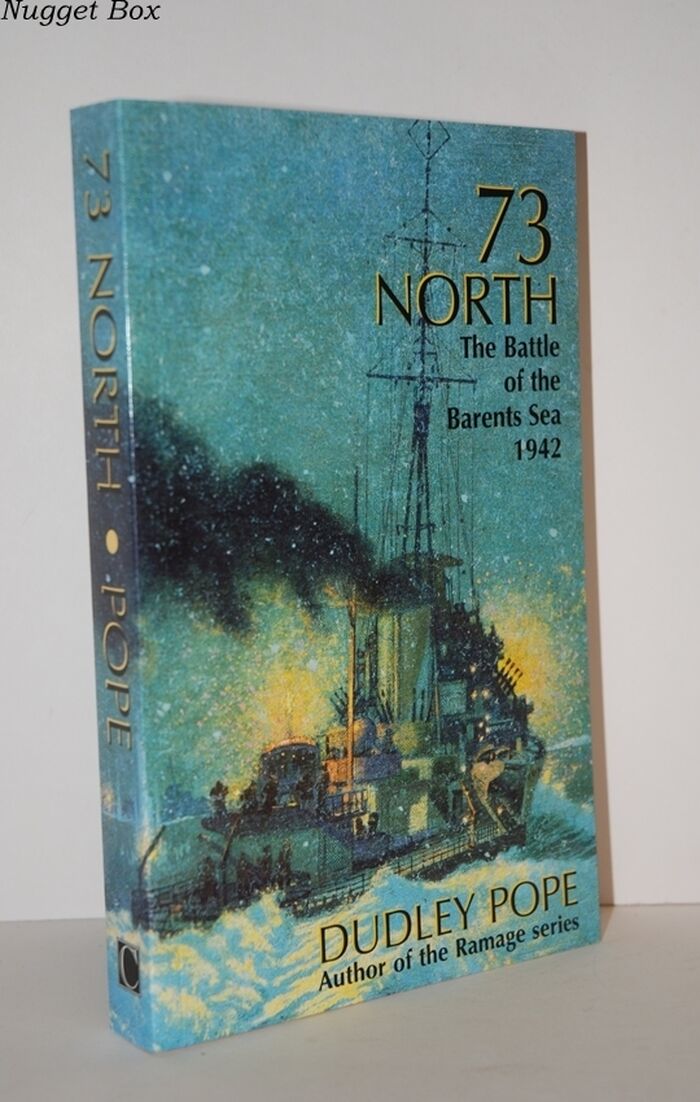 Nugget Box
73 NORTH • POPE
C
73
NORTH
The Battle
of the
Barents Sea
1942
DUDLEY POPE
Author of the Ramage series